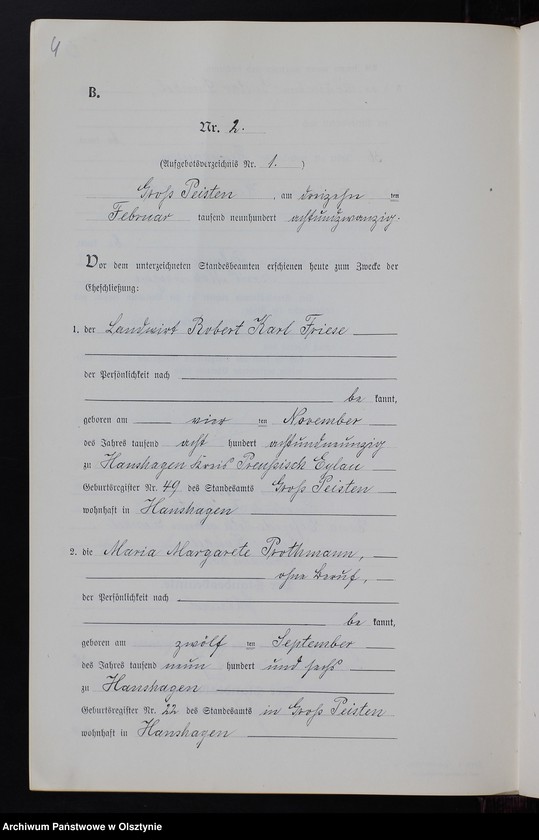 4
B.
Nr. 2.
(Aufgebotsverzeichnis Nr. 1.)
Groß Peisten, am dreizehn ten
Februar tausend neunhundert achtundzwanzig.
Vor dem unterzeichneten Standesbeamten erschienen heute zum Zwecke der
Eheschließung:
1. der Landwirt Robert Karl Friese
der Persönlichkeit nach
be kannt,
geboren am vier ten November
des Jahres tausend acht hundert achtundneunzig
zu Hanshagen Kreis Preußisch Eylau
Geburtsregister Nr. 49 des Standesamts Groß Peisten
wohnhaft in Hanshagen
2. die Maria Margarete Prothmann,
ohne Beruf,
der Persönlichkeit nach
be kannt,
geboren am zwölf ten September
des Jahres tausend neun hundert und sechs
zu Hanshagen
Geburtsregister Nr. 22 des Standesamts in Groß Peisten
wohnhaft in Hanshagen
Archiwum Państwowe w Olsztynie